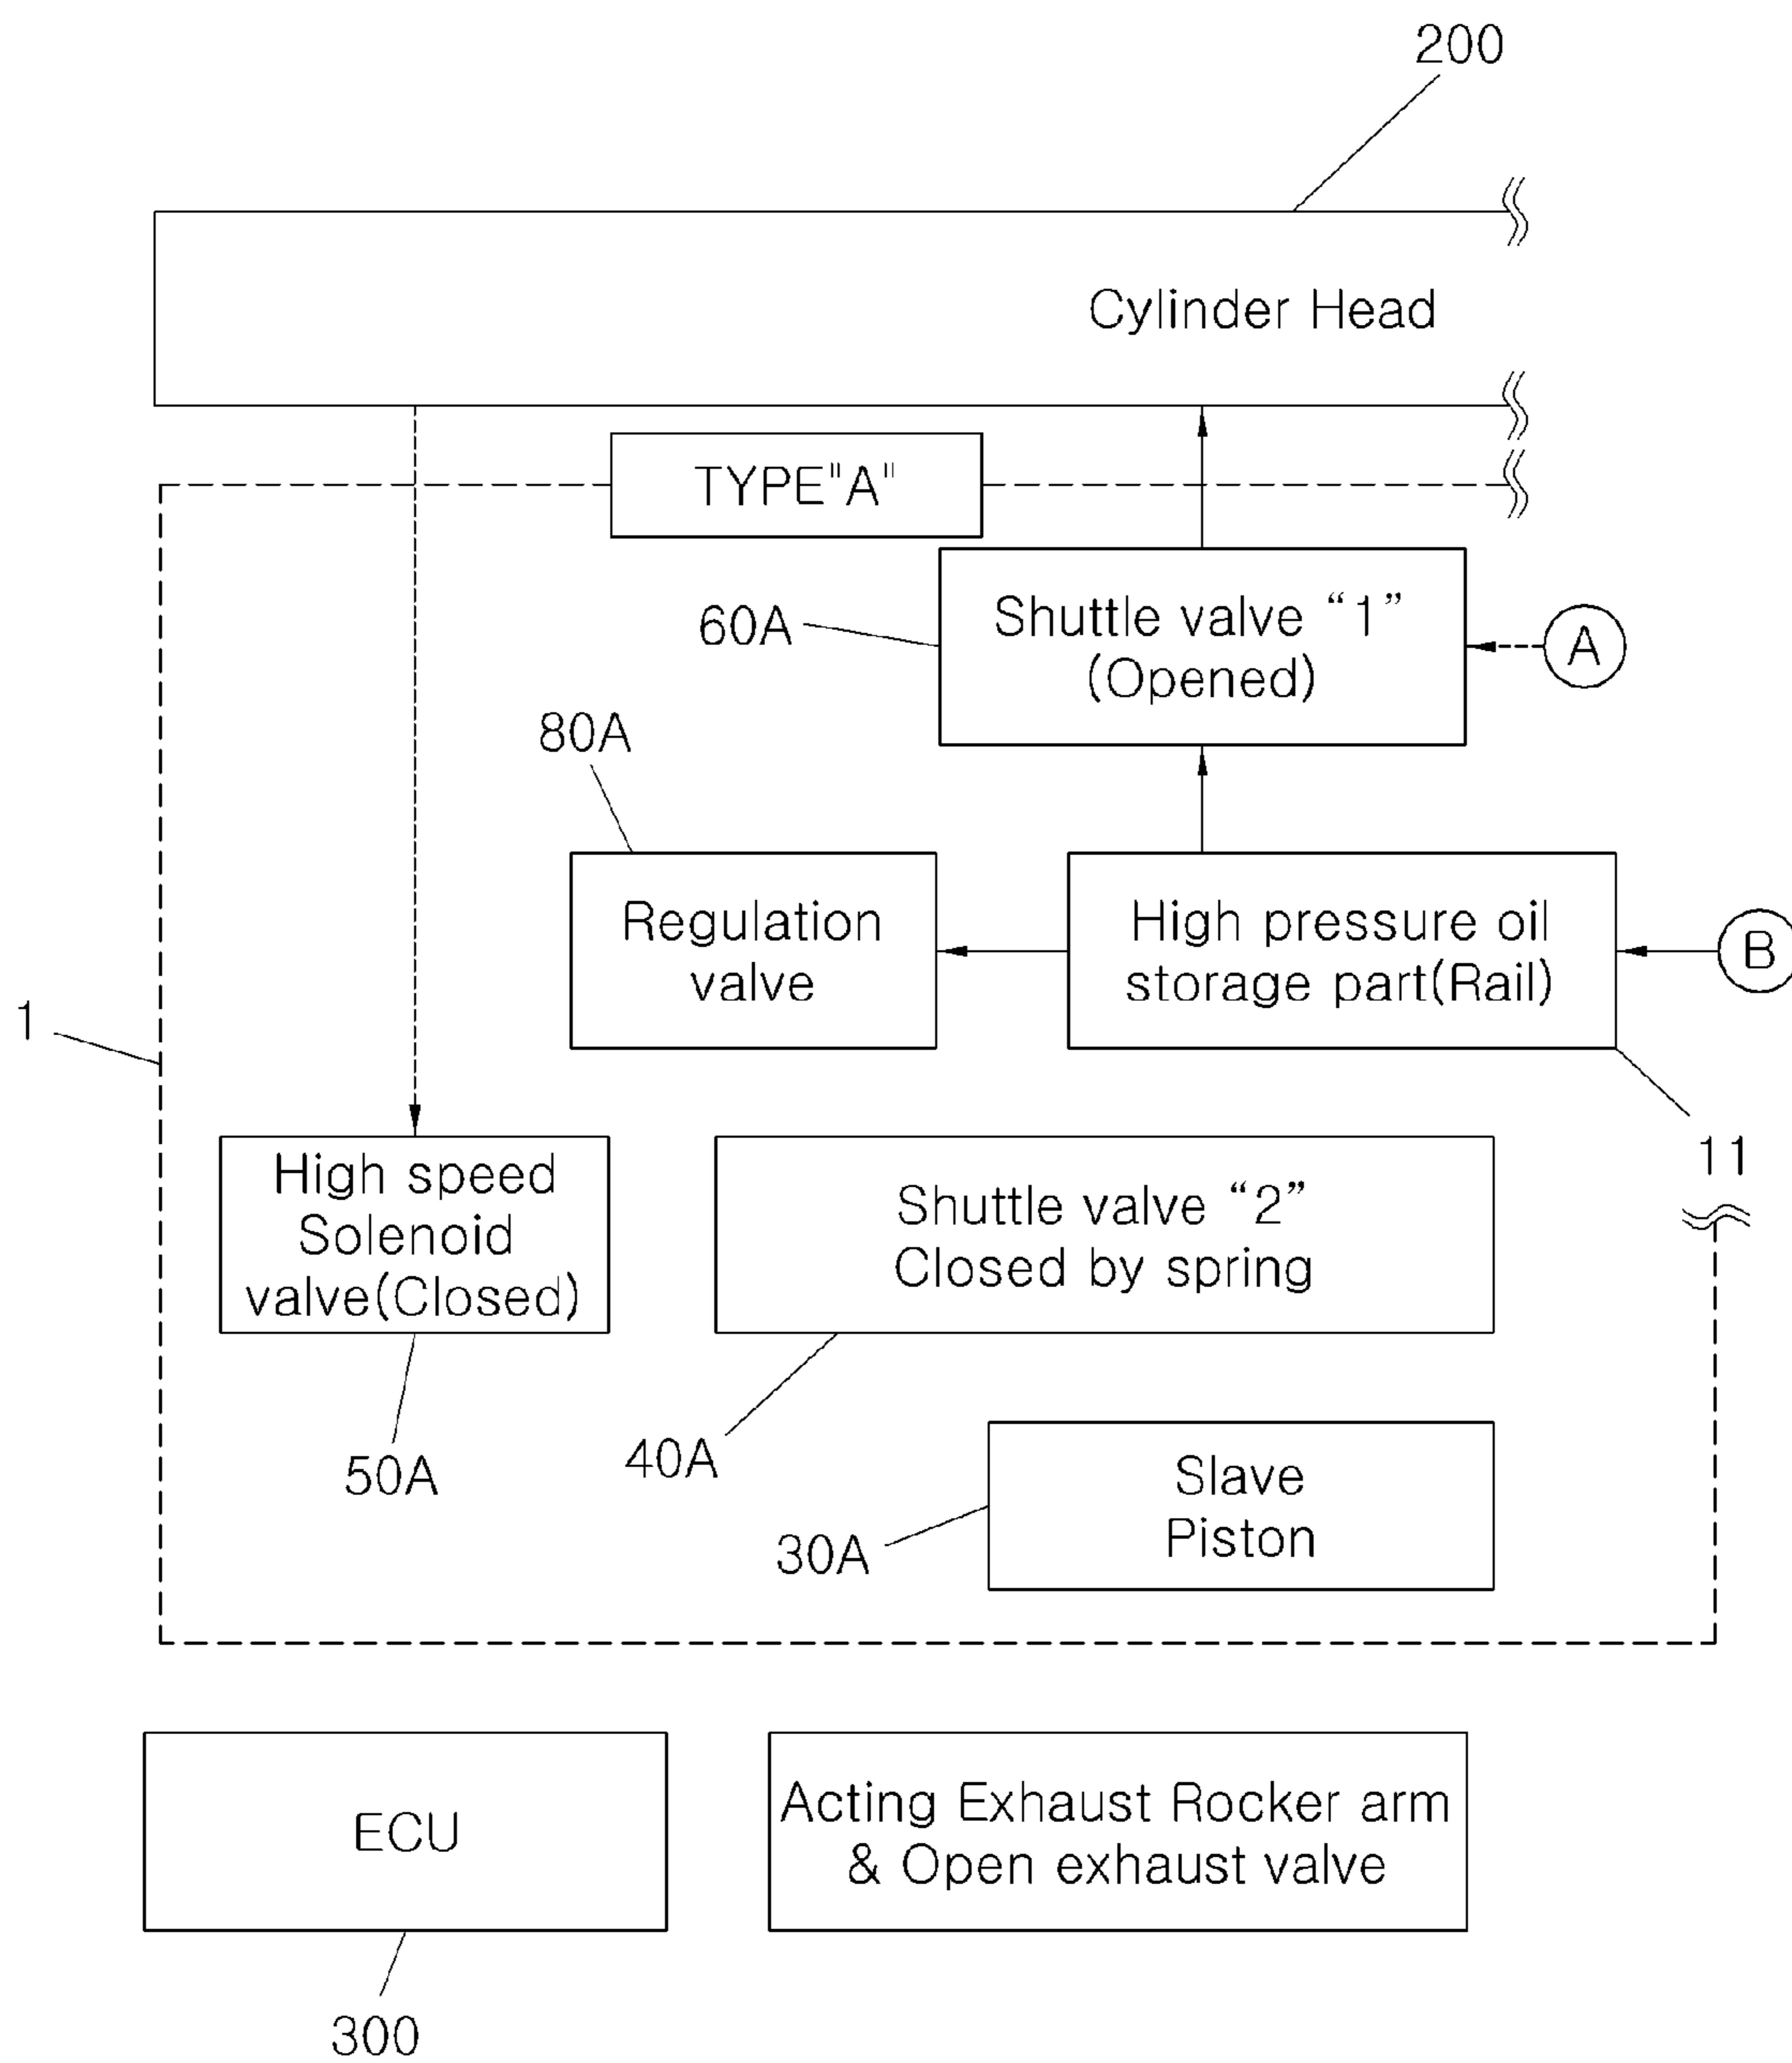 200
Cylinder Head
TYPE"A"
60A
Shuttle valve “1”
(Opened)
A
80A
Regulation
valve
High pressure oil
storage part(Rail)
B
1
11
High speed
Solenoid
valve(Closed)
Shuttle valve “2”
Closed by spring
50A
40A
Slave
Piston
30A
ECU
Acting Exhaust Rocker arm
& Open exhaust valve
300